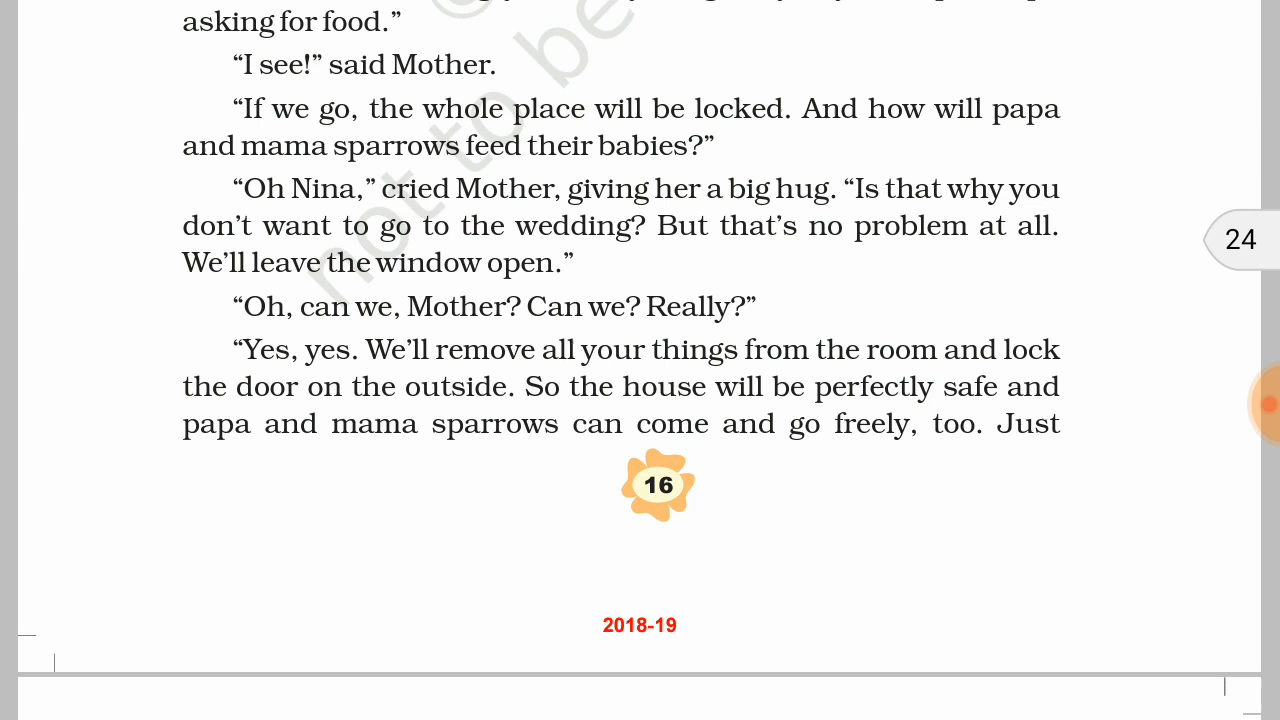 asking for food.”
“I see!” said Mother.
“If we go, the whole place will be locked. And how will papa
and mama sparrows feed their babies?”
“Oh Nina,” cried Mother, giving her a big hug. “Is that why you
don’t want to go to the wedding? But that’s no problem at all.
We’ll leave the window open.”
“Oh, can we, Mother? Can we? Really?”
“Yes, yes. We’ll remove all your things from the room and lock
the door on the outside. So the house will be perfectly safe and
papa and mama sparrows can come and go freely, too. Just
16
2018-19
24
not to be
©